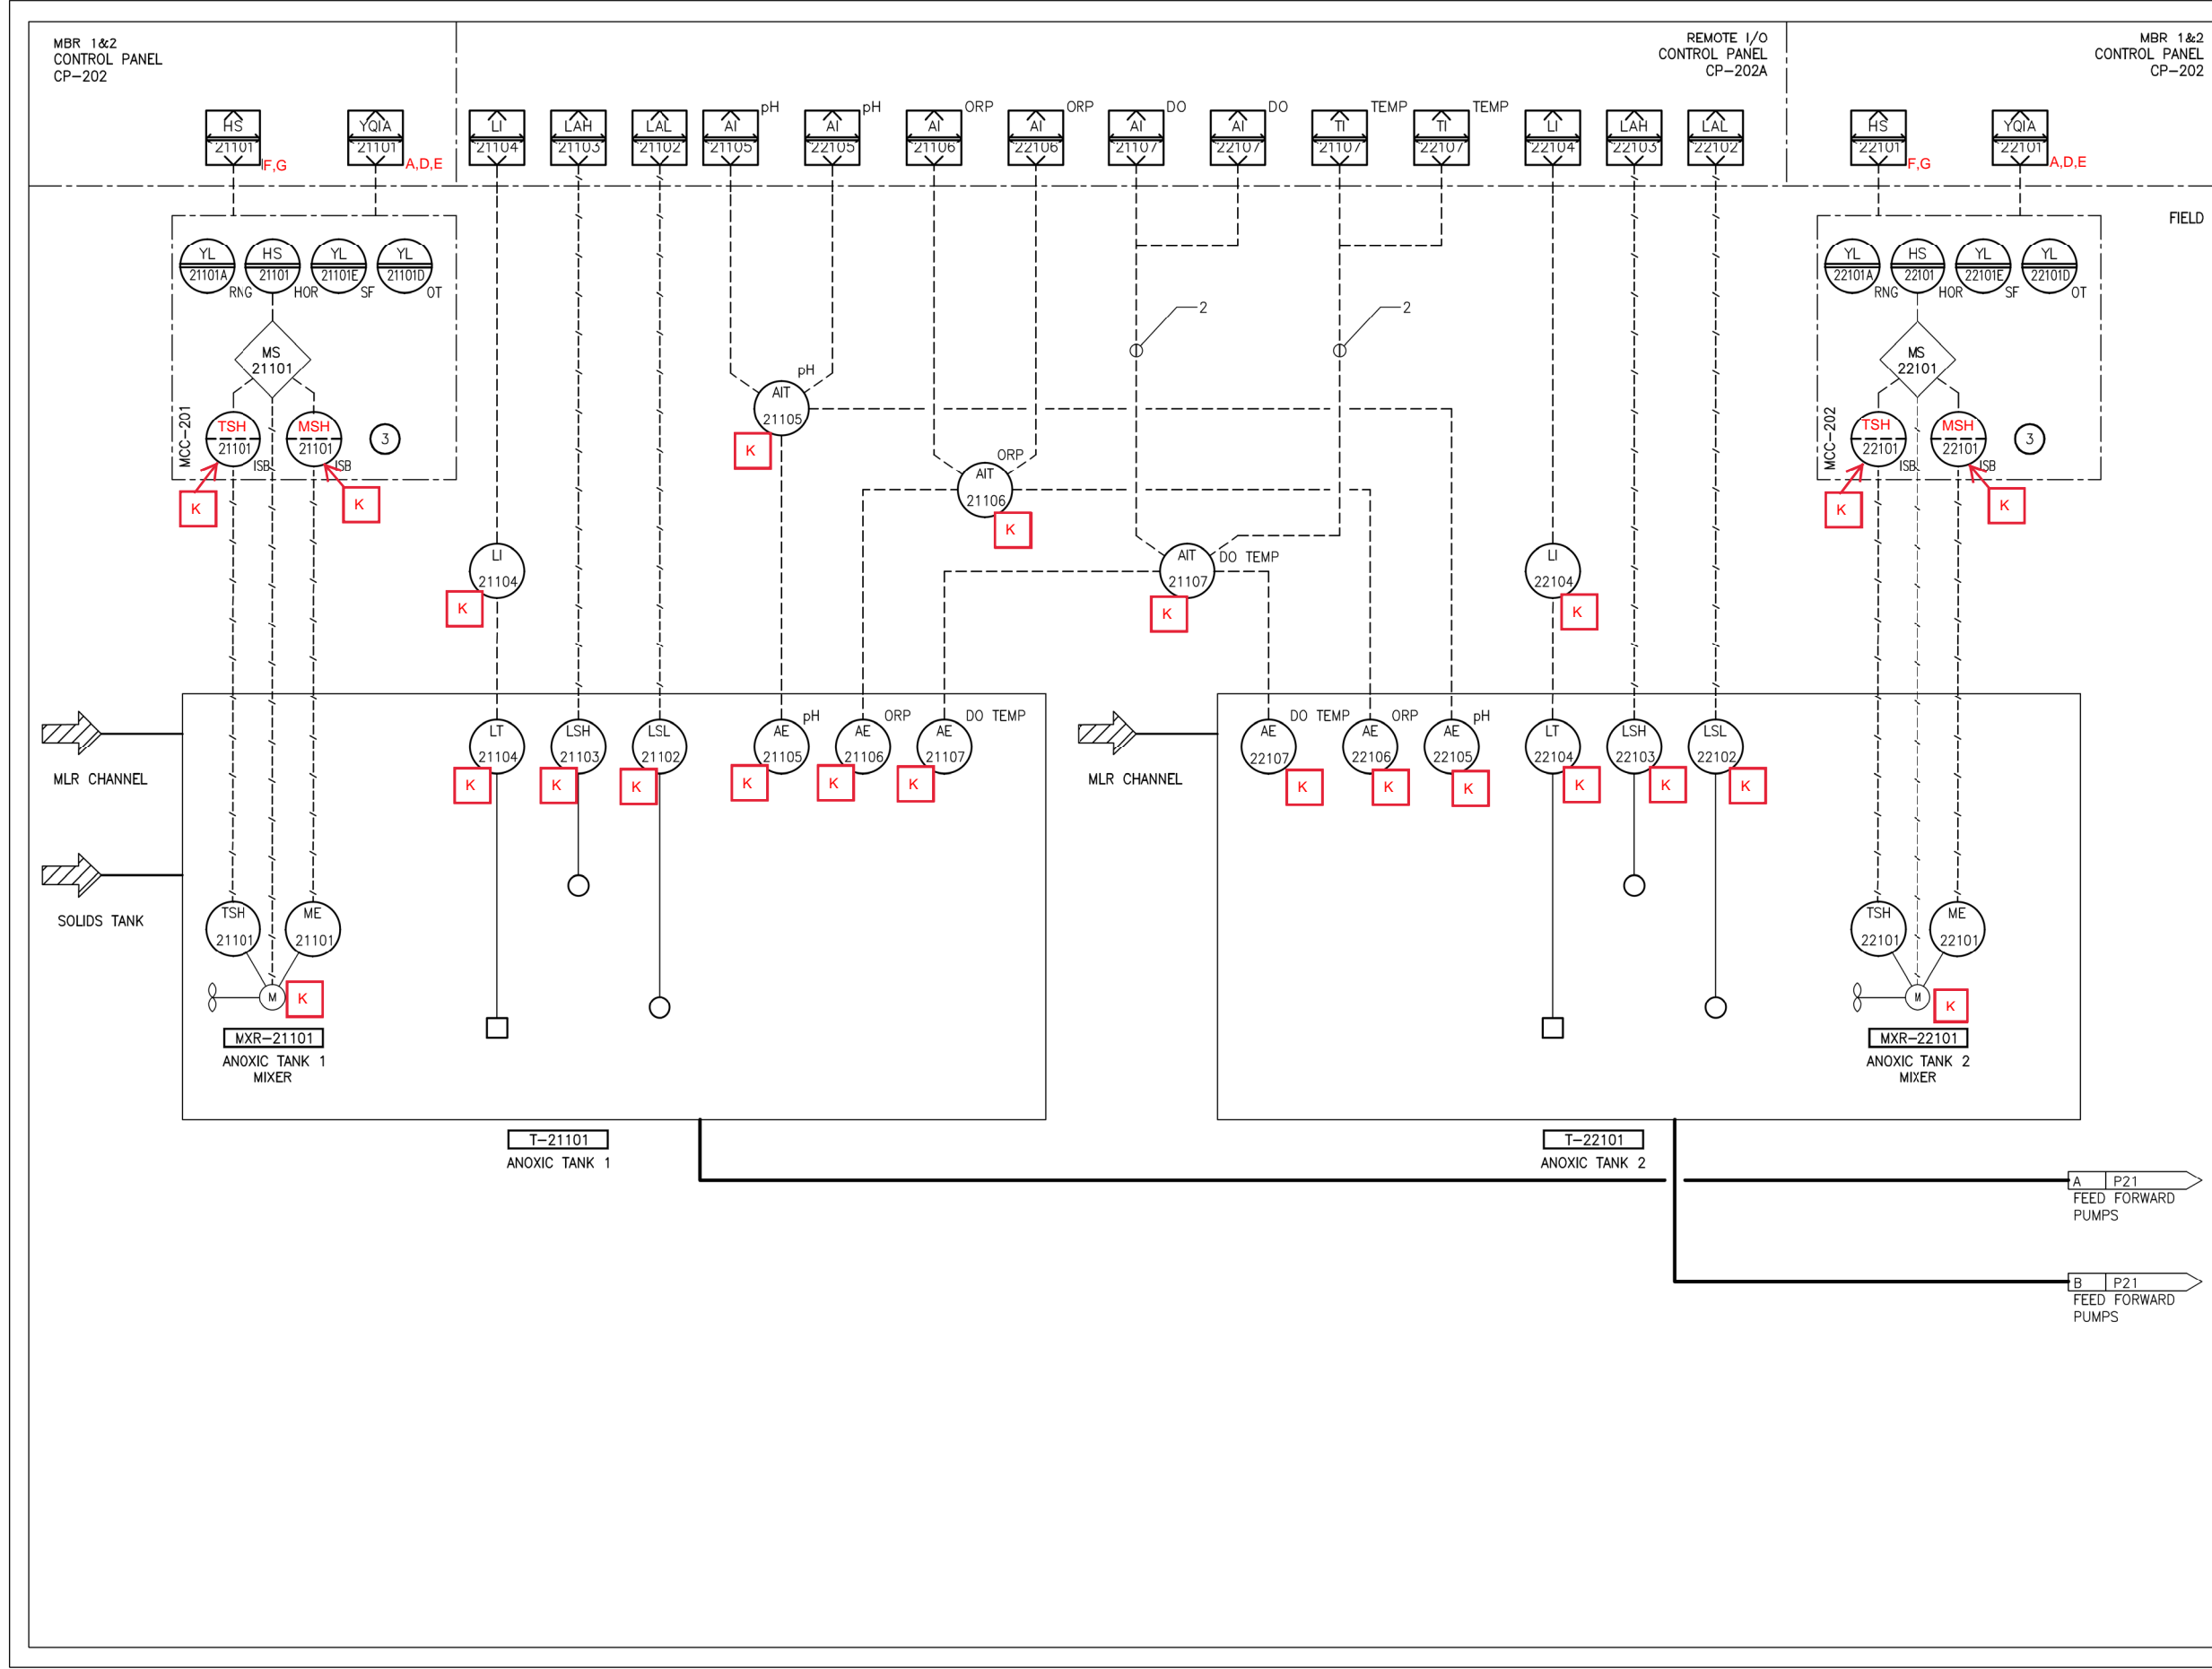 MBR 1&2
CONTROL PANEL
CP-202
REMOTE I/O
CONTROL PANEL
CP-202A
MBR 1&2
CONTROL PANEL
CP-202
HS
21101
F,G
YQIA
21101
A,D,E
LI
21104
LAH
21103
LAL
21102
AI
21105
pH
AI
22105
pH
AI
21106
ORP
AI
22106
ORP
AI
21107
DO
AI
22107
DO
TI
21107
TEMP
TI
22107
TEMP
LI
22104
LAH
22103
LAL
22102
HS
22101
F,G
YQIA
22101
A,D,E
FIELD
YL
21101A
RNG
HS
21101
HOR
YL
21101E
SF
YL
21101D
OT
YL
22101A
RNG
HS
22101
HOR
YL
22101E
SF
YL
22101D
OT
2
2
MS
21101
MS
22101
MCC-201
TSH
21101
ISB
MSH
21101
ISB
3
K
K
pH
AIT
21105
K
ORP
AIT
21106
K
AIT
21107
DO TEMP
K
MCC-202
TSH
22101
ISB
MSH
22101
ISB
3
K
K
LI
21104
K
LI
22104
K
MLR CHANNEL
LT
21104
K
LSH
21103
K
LSL
21102
K
AE
21105
pH
K
AE
21106
ORP
K
AE
21107
DO TEMP
K
MLR CHANNEL
AE
22107
DO TEMP
K
AE
22106
ORP
K
AE
22105
pH
K
LT
22104
K
LSH
22103
K
LSL
22102
K
SOLIDS TANK
TSH
21101
ME
21101
M
K
MXR-21101
ANOXIC TANK 1
MIXER
TSH
22101
ME
22101
M
K
MXR-22101
ANOXIC TANK 2
MIXER
T-21101
ANOXIC TANK 1
T-22101
ANOXIC TANK 2
A P21
FEED FORWARD
PUMPS
B P21
FEED FORWARD
PUMPS